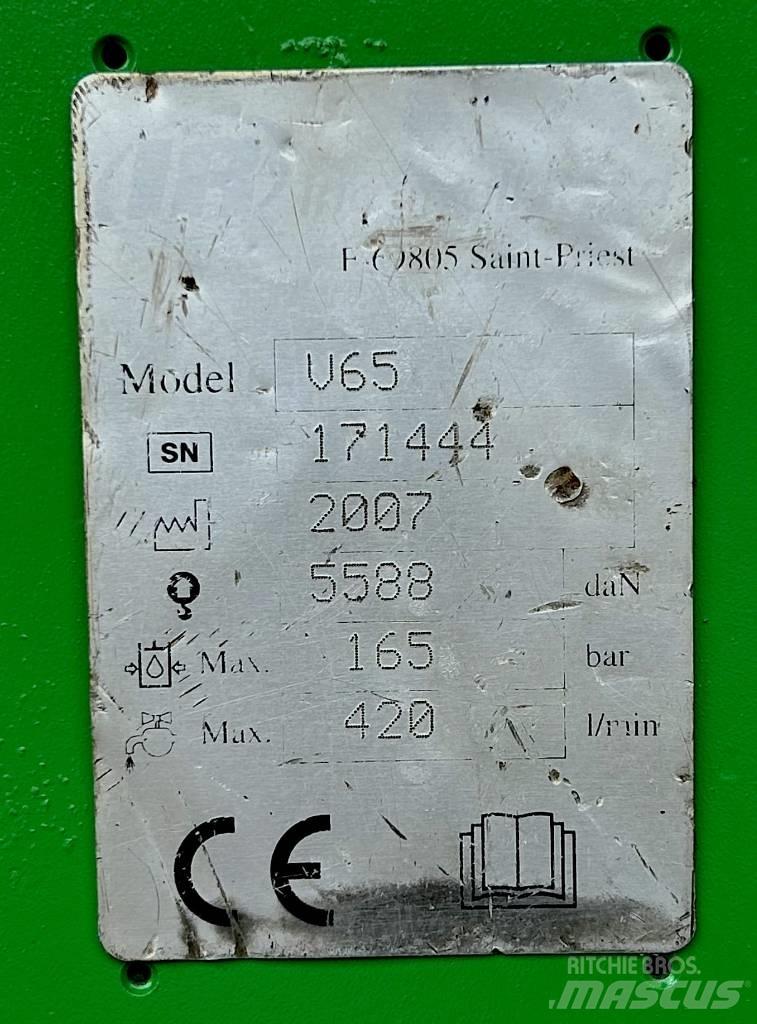 F-69805 Saint-Priest
Model V65
SN 171444
2007
5588 daN
Max. 165 bar
Max. 420 l/min
CE
RITCHIE BROS.
MASCUS